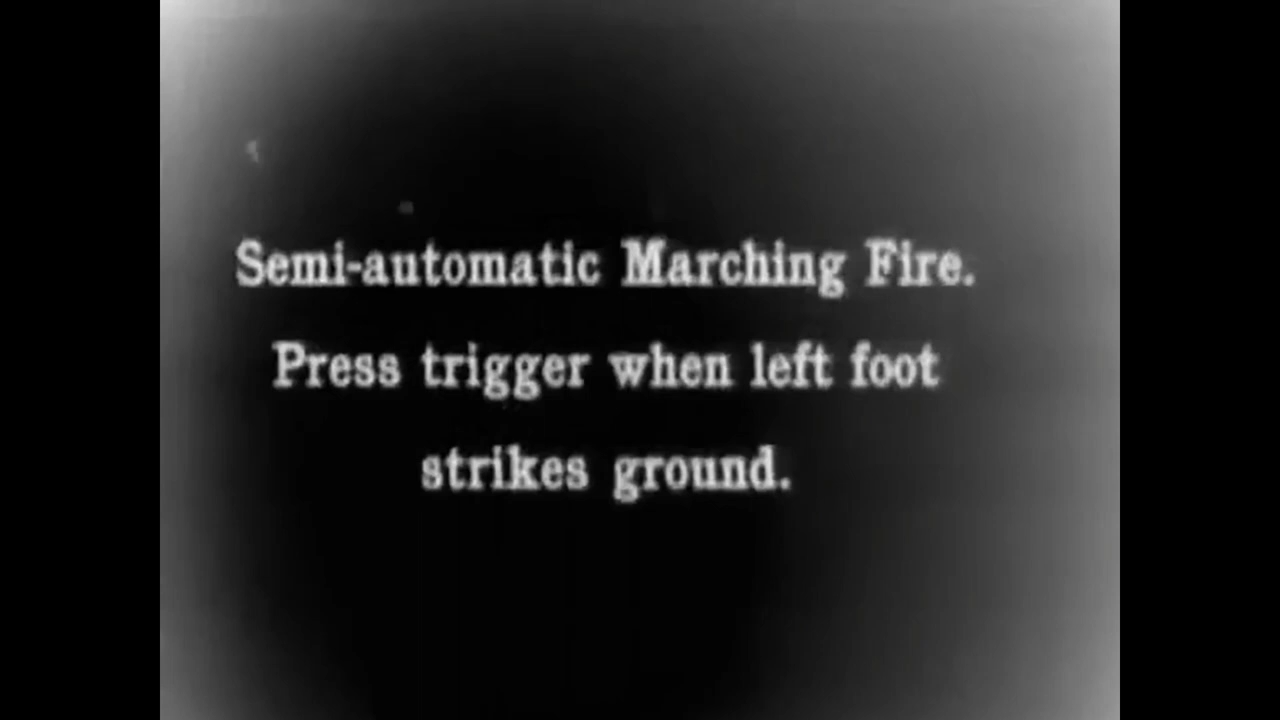 Semi-automatic Marching Fire.
Press trigger when left foot
strikes ground.